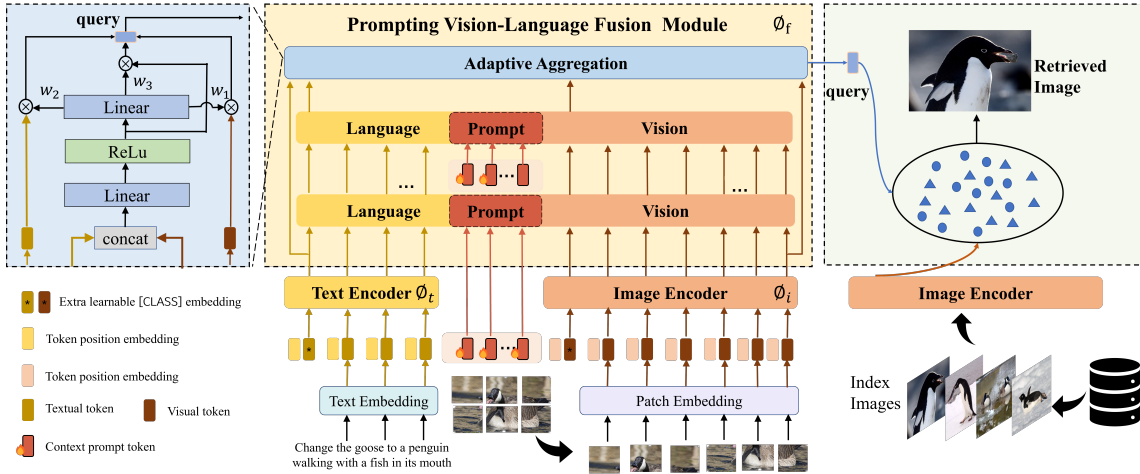 query
w₂
w₃
w₁
Linear
ReLu
Linear
concat
Prompting Vision-Language Fusion Module
∅f
Adaptive Aggregation
Language
Prompt
Vision
...
...
...
Language
Prompt
Vision
Text Encoder ∅t
Image Encoder ∅i
...
Text Embedding
Patch Embedding
Change the goose to a penguin
walking with a fish in its mouth
query
Retrieved
Image
Image Encoder
Index
Images
* * Extra learnable [CLASS] embedding
Token position embedding
Token position embedding
Textual token
Visual token
Context prompt token